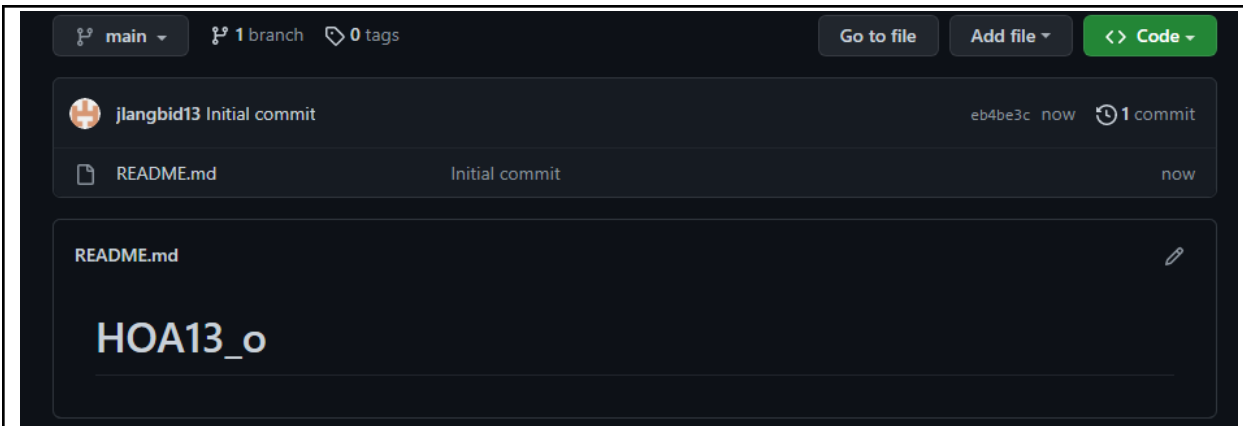 main 1 branch 0 tags Go to file Add file <> Code
jlangbid13 Initial commit eb4be3c now 1 commit
README.md Initial commit now
README.md
HOA13_o